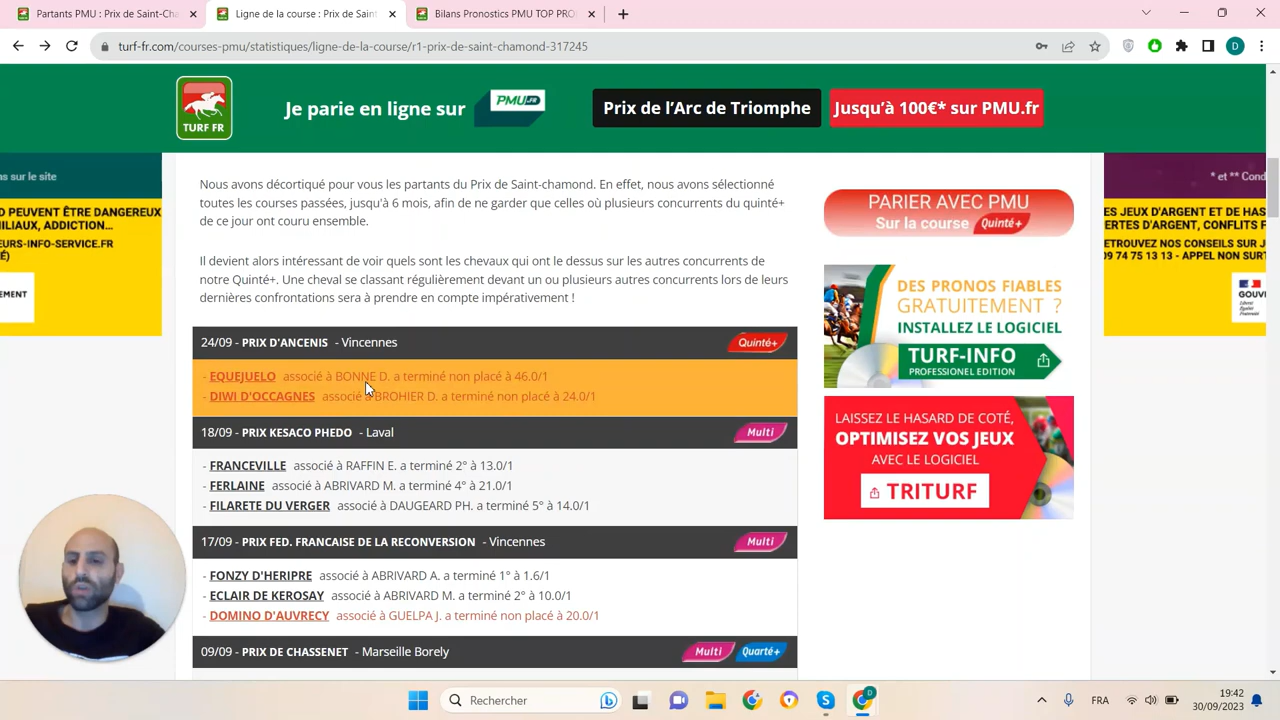 Partants PMU : Prix de Saint-Cha
Ligne de la course : Prix de Saint
Bilans Pronostics PMU TOP PRO
turf-fr.com/courses-pmu/statistiques/ligne-de-la-course/r1-prix-de-saint-chamond-317245
D
TURF FR
Je parie en ligne sur
PMU.FR
Prix de l'Arc de Triomphe
Jusqu'à 100€* sur PMU.fr
ns sur le site
* et ** Cond
D PEUVENT ÊTRE DANGEREUX
MILIAUX, ADDICTION…
EURS-INFO-SERVICE.FR
É)
EMENT
Nous avons décortiqué pour vous les partants du Prix de Saint-chamond. En effet, nous avons sélectionné
toutes les courses passées, jusqu'à 6 mois, afin de ne garder que celles où plusieurs concurrents du quinté+
de ce jour ont couru ensemble.
Il devient alors intéressant de voir quels sont les chevaux qui ont le dessus sur les autres concurrents de
notre Quinté+. Une cheval se classant régulièrement devant un ou plusieurs autres concurrents lors de leurs
dernières confrontations sera à prendre en compte impérativement !
24/09 - PRIX D'ANCENIS - Vincennes
Quinté+
- EQUEJUELO associé à BONNE D. a terminé non placé à 46.0/1
- DIWI D'OCCAGNES associé à BROHIER D. a terminé non placé à 24.0/1
18/09 - PRIX KESACO PHEDO - Laval
Multi
- FRANCEVILLE associé à RAFFIN E. a terminé 2° à 13.0/1
- FERLAINE associé à ABRIVARD M. a terminé 4° à 21.0/1
- FILARETE DU VERGER associé à DAUGEARD PH. a terminé 5° à 14.0/1
17/09 - PRIX FED. FRANCAISE DE LA RECONVERSION - Vincennes
Multi
- FONZY D'HERIPRE associé à ABRIVARD A. a terminé 1° à 1.6/1
- ECLAIR DE KEROSAY associé à ABRIVARD M. a terminé 2° à 10.0/1
- DOMINO D'AUVRECY associé à GUELPA J. a terminé non placé à 20.0/1
09/09 - PRIX DE CHASSENET - Marseille Borely
Multi
Quarté+
PARIER AVEC PMU
Sur la course Quinté+
DES PRONOS FIABLES
GRATUITEMENT ?
INSTALLEZ LE LOGICIEL
TURF-INFO
PROFESIONEL EDITION
LAISSEZ LE HASARD DE COTÉ,
OPTIMISEZ VOS JEUX
AVEC LE LOGICIEL
TRITURF
ES JEUX D'ARGENT ET DE HAS
ERTES D'ARGENT, CONFLITS F
ETROUVEZ NOS CONSEILS SUR J
09 74 75 13 13 - APPEL NON SURT
GOUV
Rechercher
D
FRA
19:42
30/09/2023